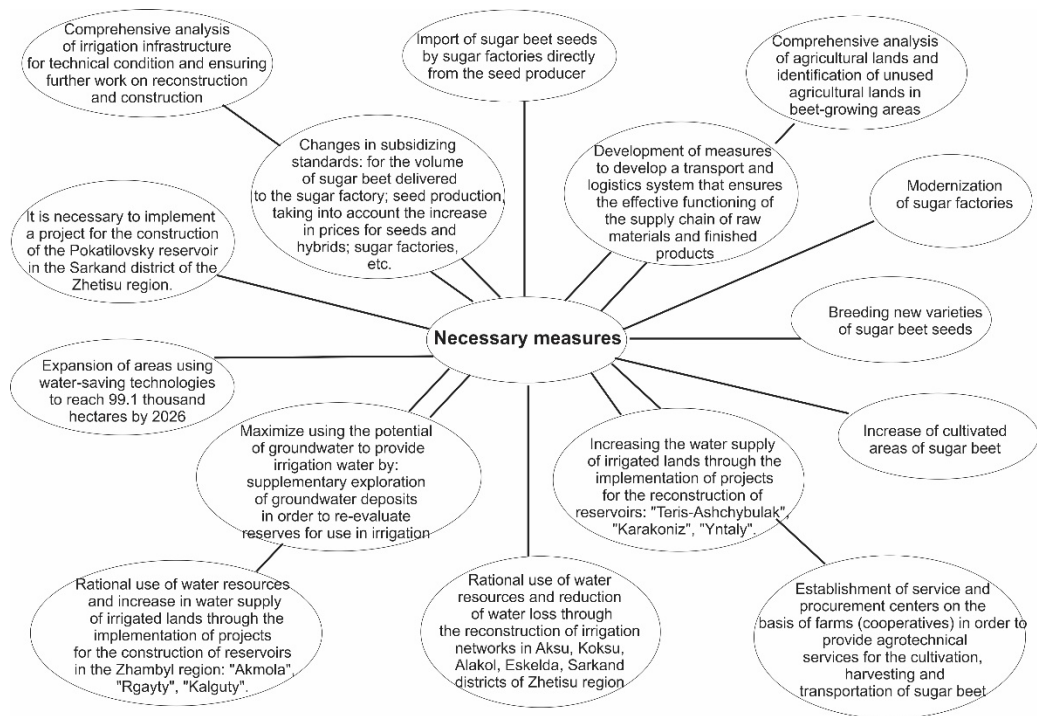 Comprehensive analysis
of irrigation infrastructure
for technical condition and ensuring
further work on reconstruction
and construction
Import of sugar beet seeds
by sugar factories directly
from the seed producer
Comprehensive analysis
of agricultural lands and
identification of unused
agricultural lands in
beet-growing areas
Changes in subsidizing
standards: for the volume
of sugar beet delivered
to the sugar factory; seed production,
taking into account the increase
in prices for seeds and
hybrids; sugar factories,
etc.
Development of measures
to develop a transport and
logistics system that ensures
the effective functioning of
the supply chain of raw
materials and finished
products
Modernization
of sugar factories
It is necessary to implement
a project for the construction
of the Pokatilovsky reservoir
in the Sarkand district of the
Zhetisu region.
Necessary measures
Breeding new varieties
of sugar beet seeds
Expansion of areas using
water-saving technologies
to reach 99.1 thousand
hectares by 2026
Maximize using the potential
of groundwater to provide
irrigation water by:
supplementary exploration
of groundwater deposits
in order to re-evaluate
reserves for use in irrigation
Increasing the water supply
of irrigated lands through the
implementation of projects
for the reconstruction of
reservoirs: "Teris-Ashchybulak",
"Karakoniz", "Yntaly".
Increase of cultivated
areas of sugar beet
Rational use of water resources
and increase in water supply
of irrigated lands through the
implementation of projects
for the construction of reservoirs
in the Zhambyl region: "Akmola",
"Rgayty", "Kalguty".
Rational use of water
resources and reduction
of water loss through
the reconstruction of irrigation
networks in Aksu, Koksu,
Alakol, Eskelda, Sarkand
districts of Zhetisu region
Establishment of service and
procurement centers on the
basis of farms (cooperatives) in order to
provide agrotechnical
services for the cultivation,
harvesting and
transportation of sugar beet